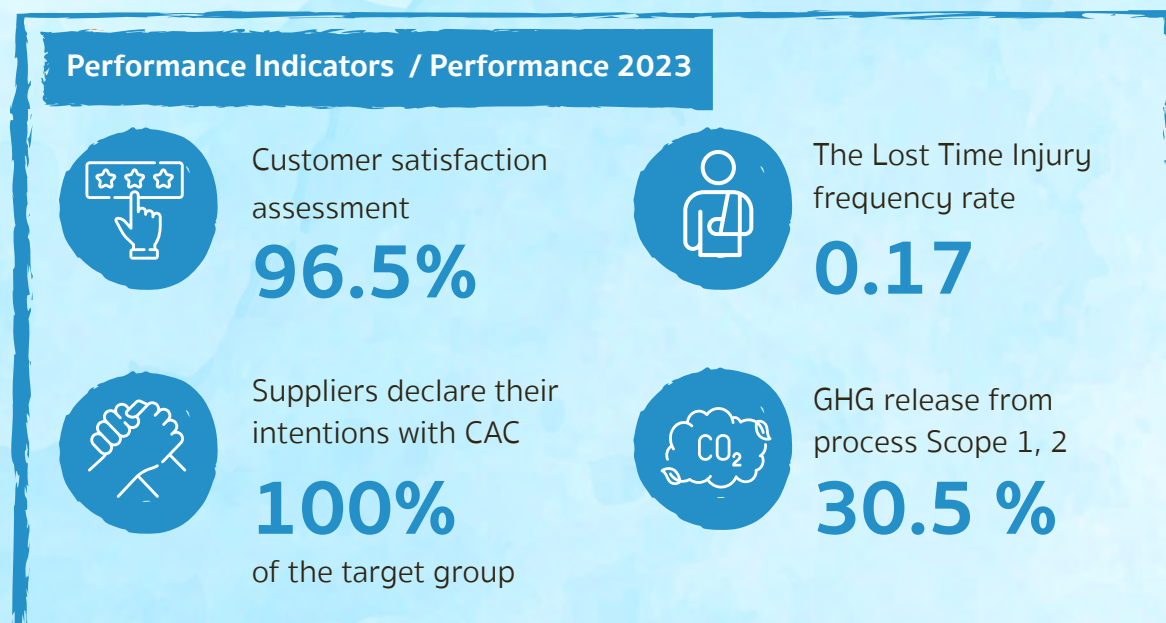 Performance Indicators / Performance 2023
Customer satisfaction
assessment
96.5%
The Lost Time Injury
frequency rate
0.17
Suppliers declare their
intentions with CAC
100%
of the target group
CO2
GHG release from
process Scope 1, 2
30.5 %